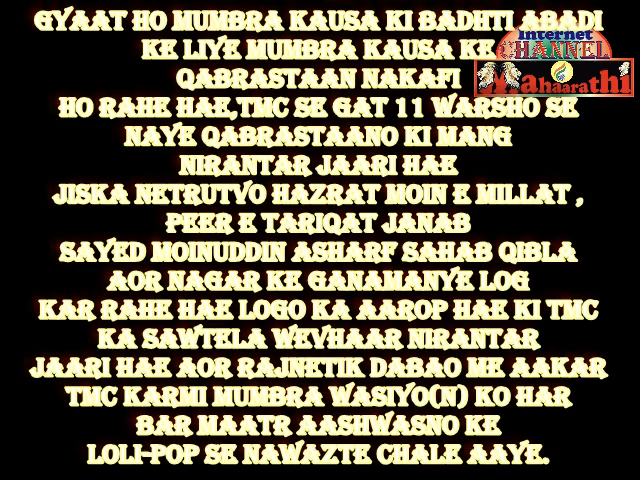 GYAAT HO MUMBRA KAUSA KI BADHTI ABADI
KE LIYE MUMBRA KAUSA KE
Internet
CHANNEL
Mahaarathi
QABRASTAAN NAKAFI
HO RAHE HAE,TMC SE GAT 11 WARSHO SE
NAYE QABRASTAANO KI MANG
NIRANTAR JAARI HAE
JISKA NETRUTVO HAZRAT MOIN E MILLAT ,
PEER E TARIQAT JANAB
SAYED MOINUDDIN ASHARF SAHAB QIBLA
AOR NAGAR KE GANAMANYE LOG
KAR RAHE HAE LOGO KA AAROP HAE KI TMC
KA SAWTELA WEVHAAR NIRANTAR
JAARI HAE AOR RAJNETIK DABAO ME AAKAR
TMC KARMI MUMBRA WASIYO(N) KO HAR
BAR MAATR AASHWASNO KE
LOLI-POP SE NAWAZTE CHALE AAYE.